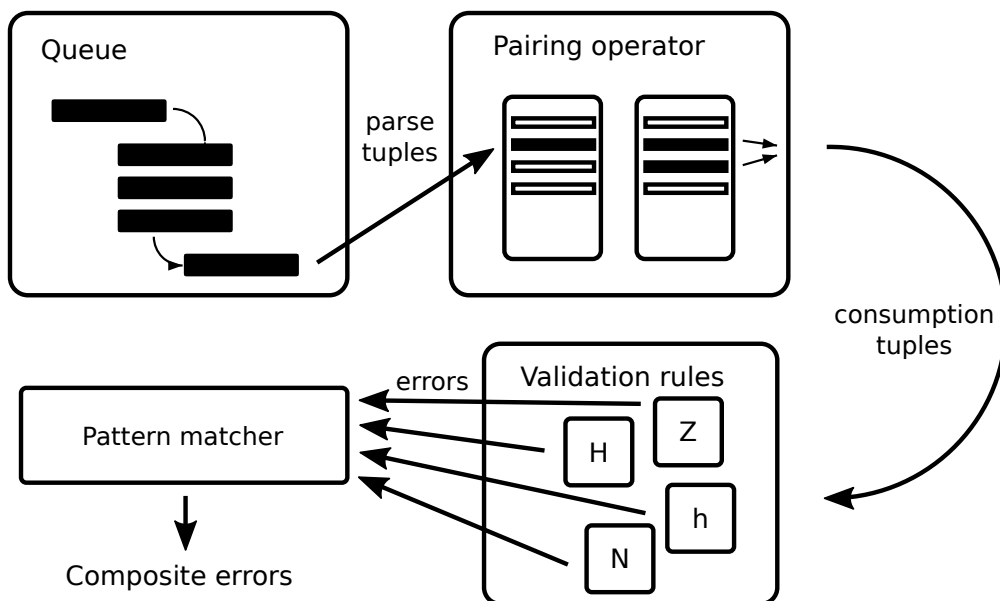 Queue
Pairing operator
parse
tuples
consumption
tuples
Validation rules
errors
Z
H
h
N
Pattern matcher
Composite errors